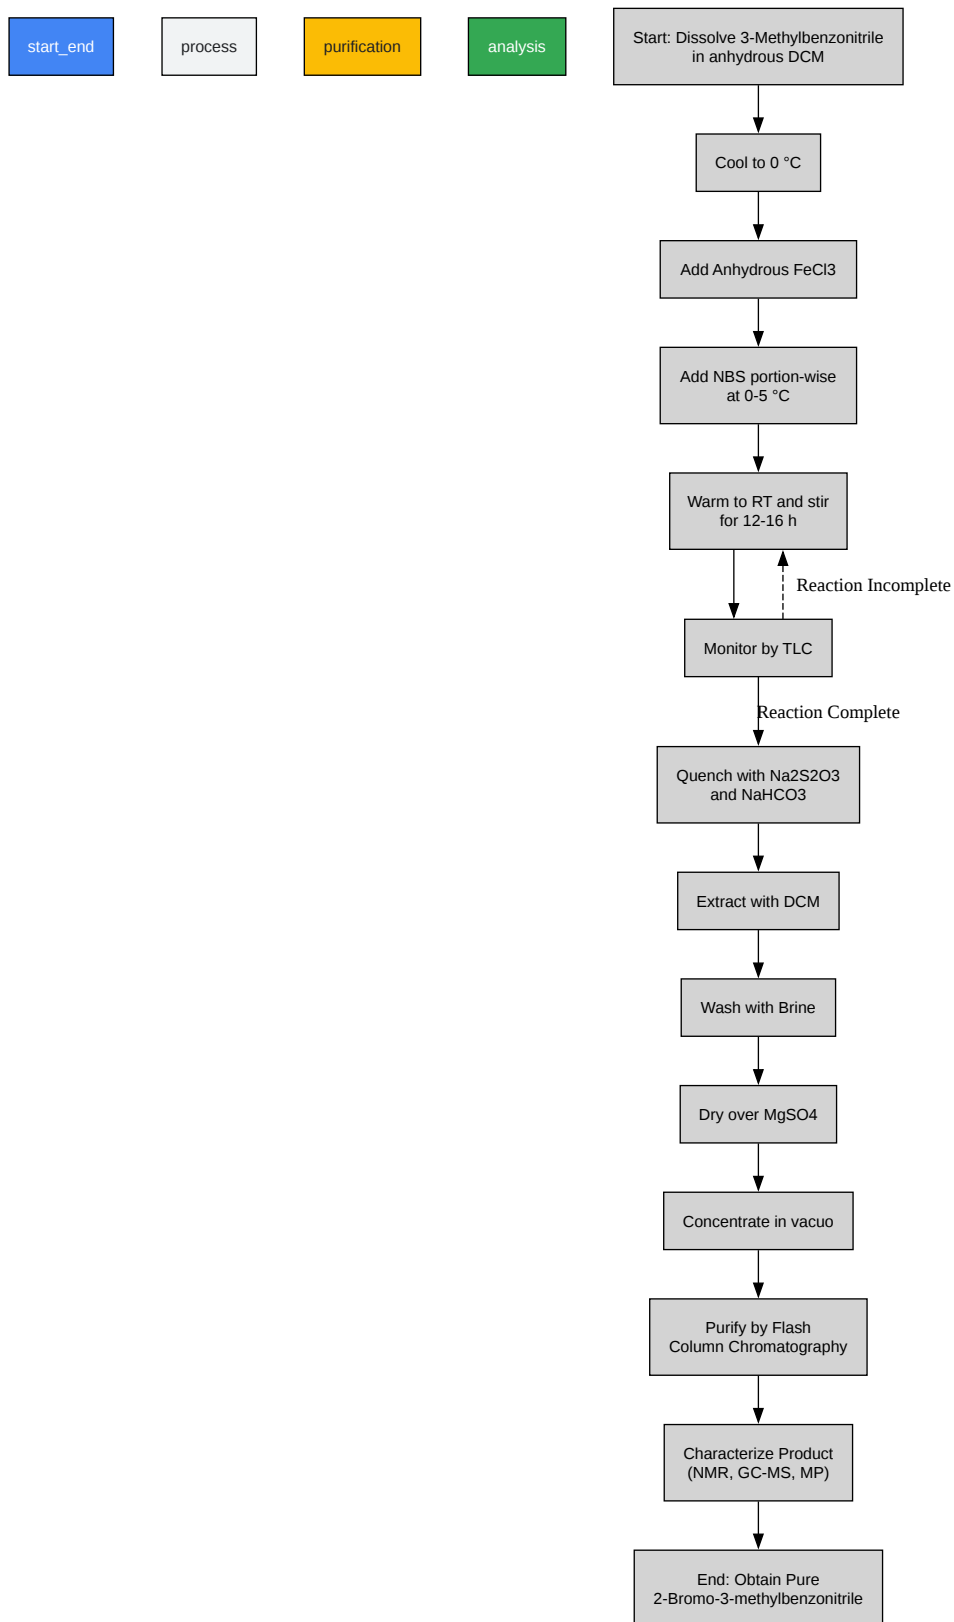 start_end
process
purification
analysis
Start: Dissolve 3-Methylbenzonitrile
in anhydrous DCM
Cool to 0 °C
Add Anhydrous FeCl3
Add NBS portion-wise
at 0-5 °C
Warm to RT and stir
for 12-16 h
Reaction Incomplete
Monitor by TLC
Reaction Complete
Quench with Na2S2O3
and NaHCO3
Extract with DCM
Wash with Brine
Dry over MgSO4
Concentrate in vacuo
Purify by Flash
Column Chromatography
Characterize Product
(NMR, GC-MS, MP)
End: Obtain Pure
2-Bromo-3-methylbenzonitrile